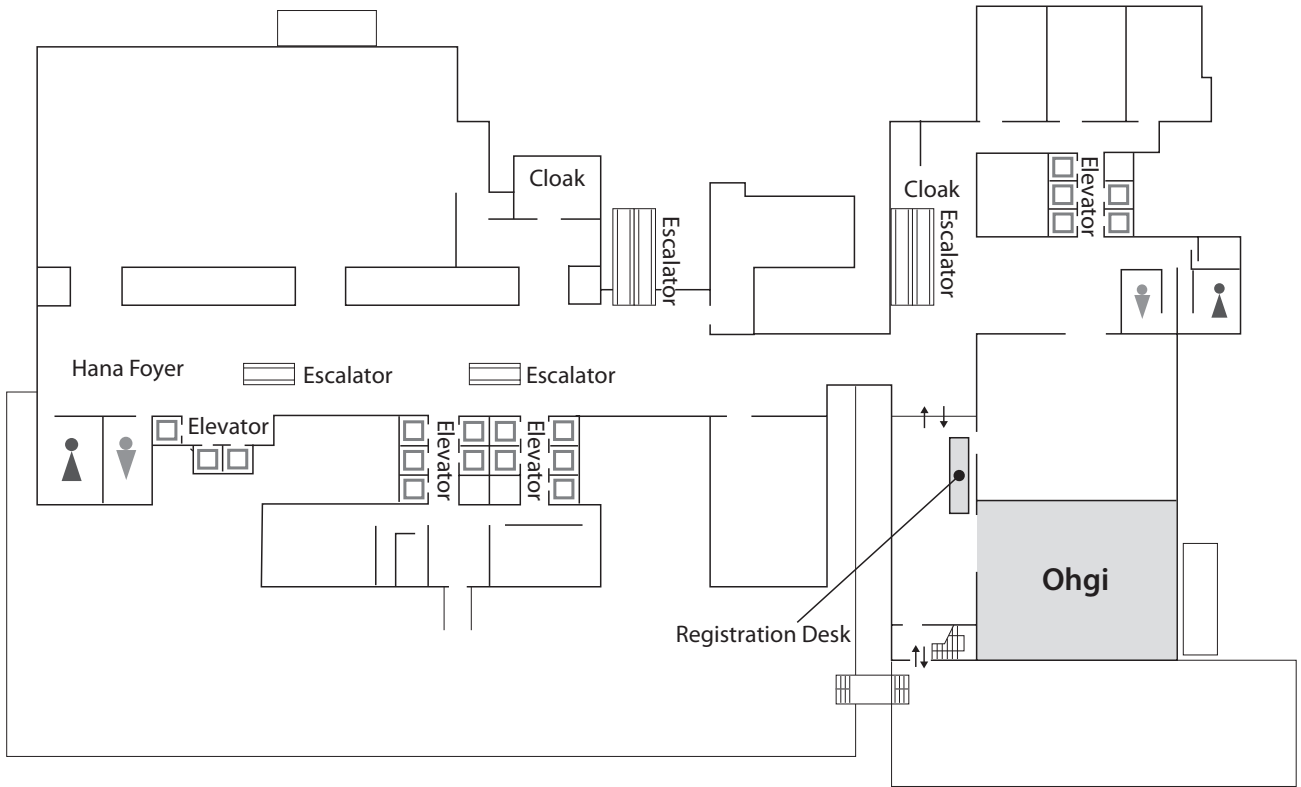 Cloak
Escalator
Cloak
Escalator
Elevator
Hana Foyer
Escalator
Escalator
Elevator
Elevator
Elevator
Ohgi
Registration Desk